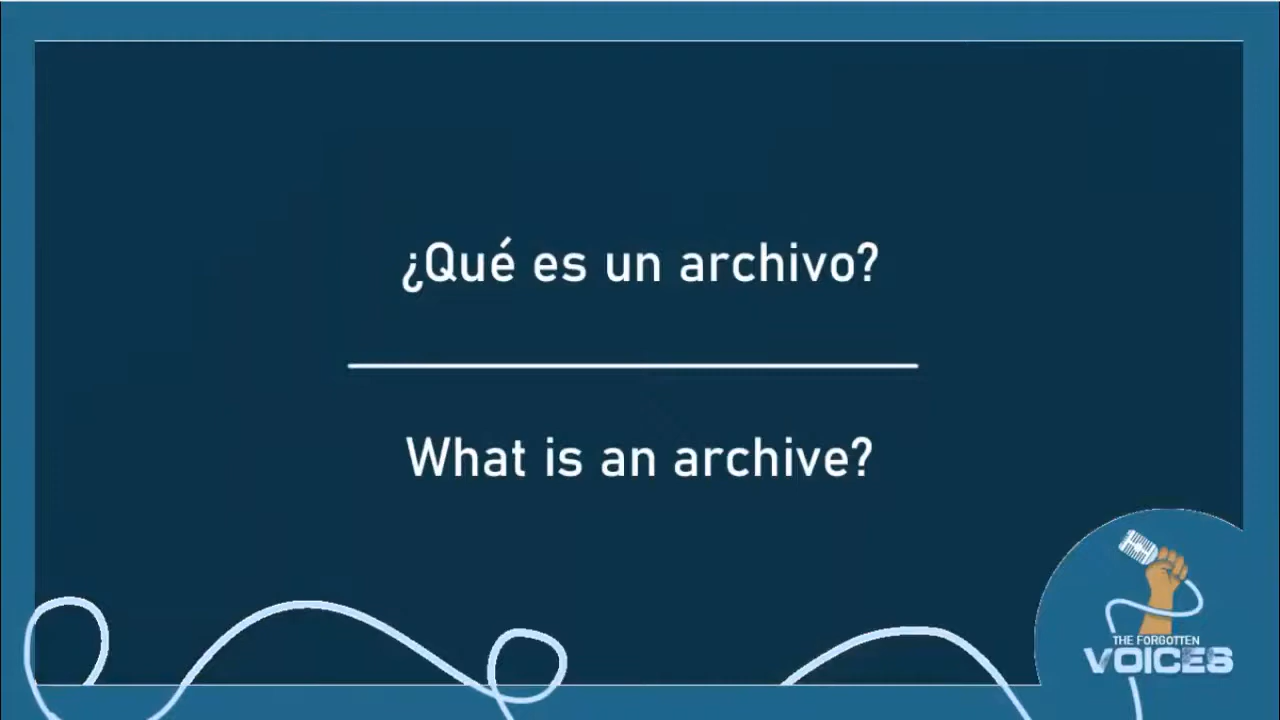 ¿Qué es un archivo?
What is an archive?
THE FORGOTTEN
VOICES